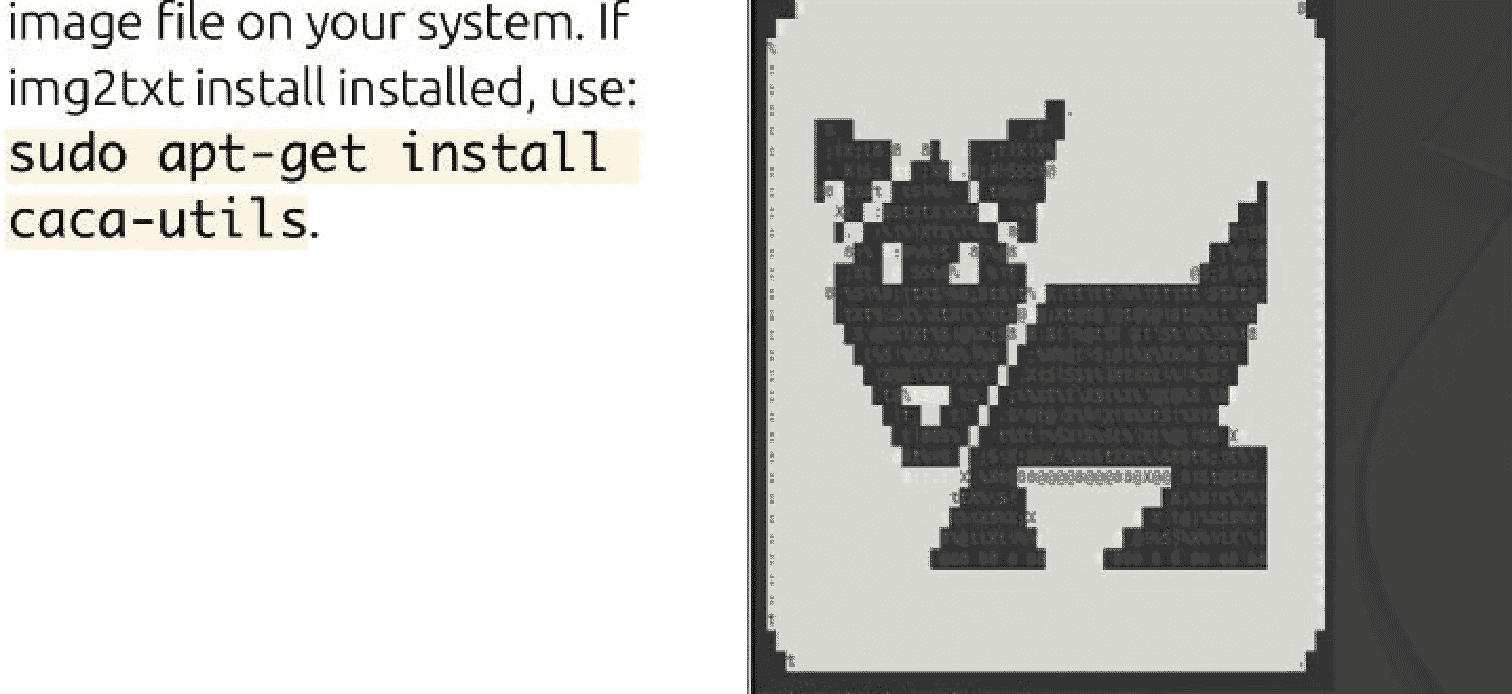 image file on your system. If
img2txt install installed, use:
sudo apt-get install
caca-utils.